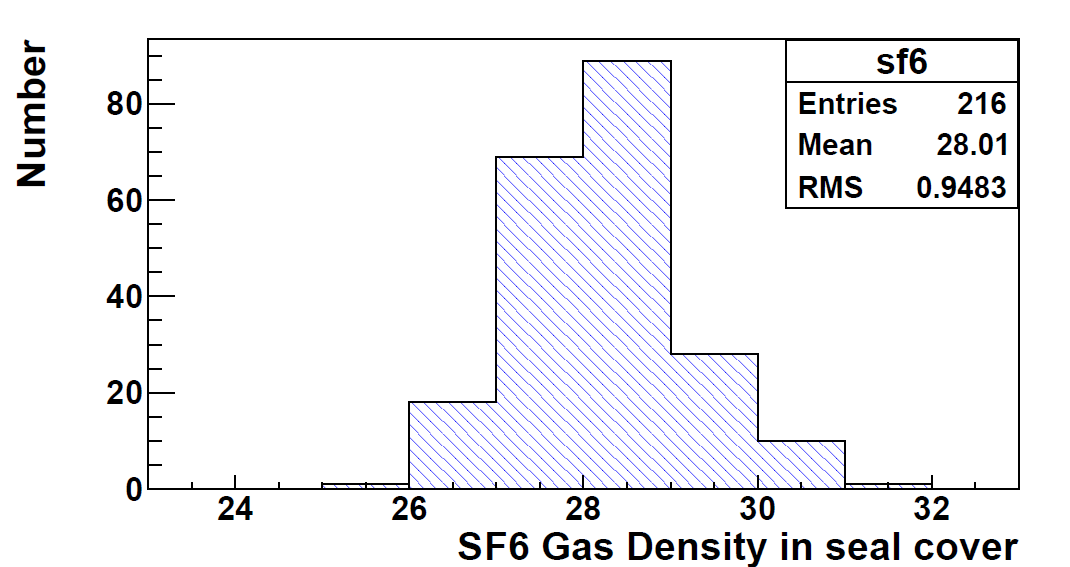 Number
sf6
Entries 216
Mean 28.01
RMS 0.9483
80
60
40
20
0
24 26 28 30 32
SF6 Gas Density in seal cover